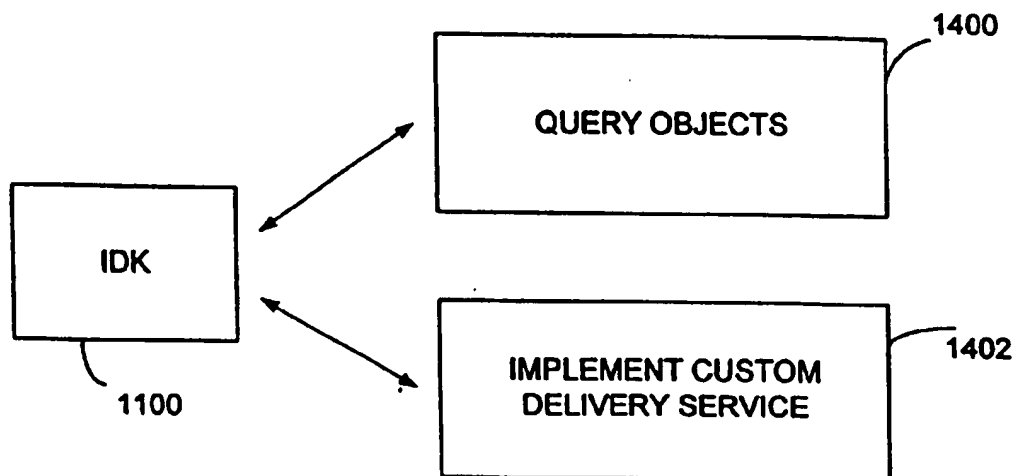 1400
QUERY OBJECTS
IDK
1100
1402
IMPLEMENT CUSTOM
DELIVERY SERVICE